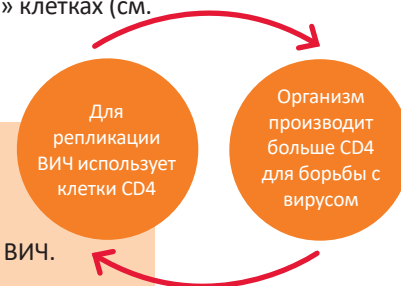 » клетках (см.
Для
репликации
ВИЧ использует
клетки CD4
Организм
производит
больше CD4
для борьбы с
вирусом
ВИЧ.